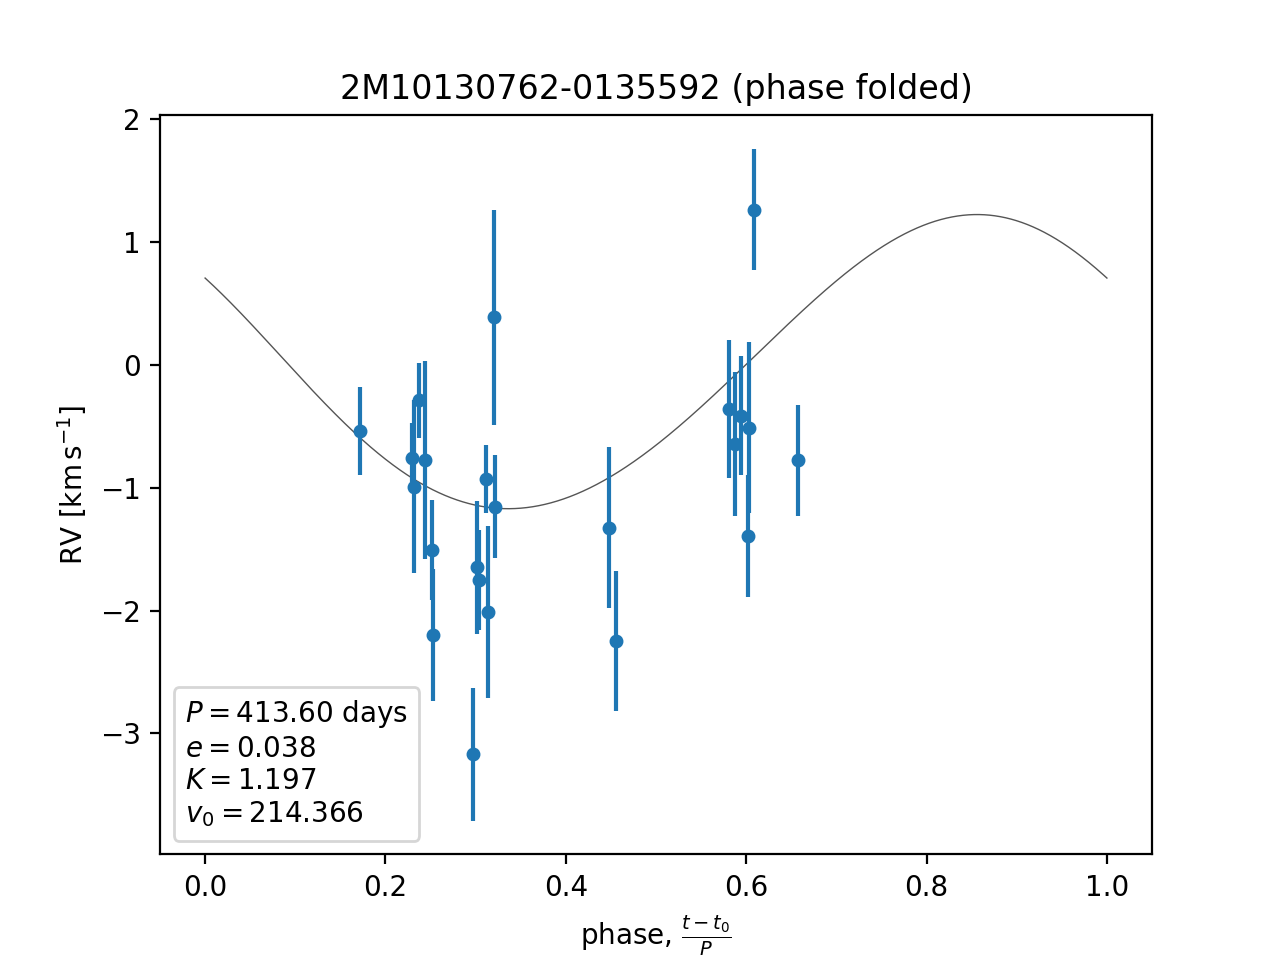 2M10130762-0135592 (phase folded)
RV [km s⁻¹]
2
1
0
−1
−2
−3
P = 413.60 days
e = 0.038
K = 1.197
v₀ = 214.366
0.0 0.2 0.4 0.6 0.8 1.0
phase, \frac{t − t₀}{P}